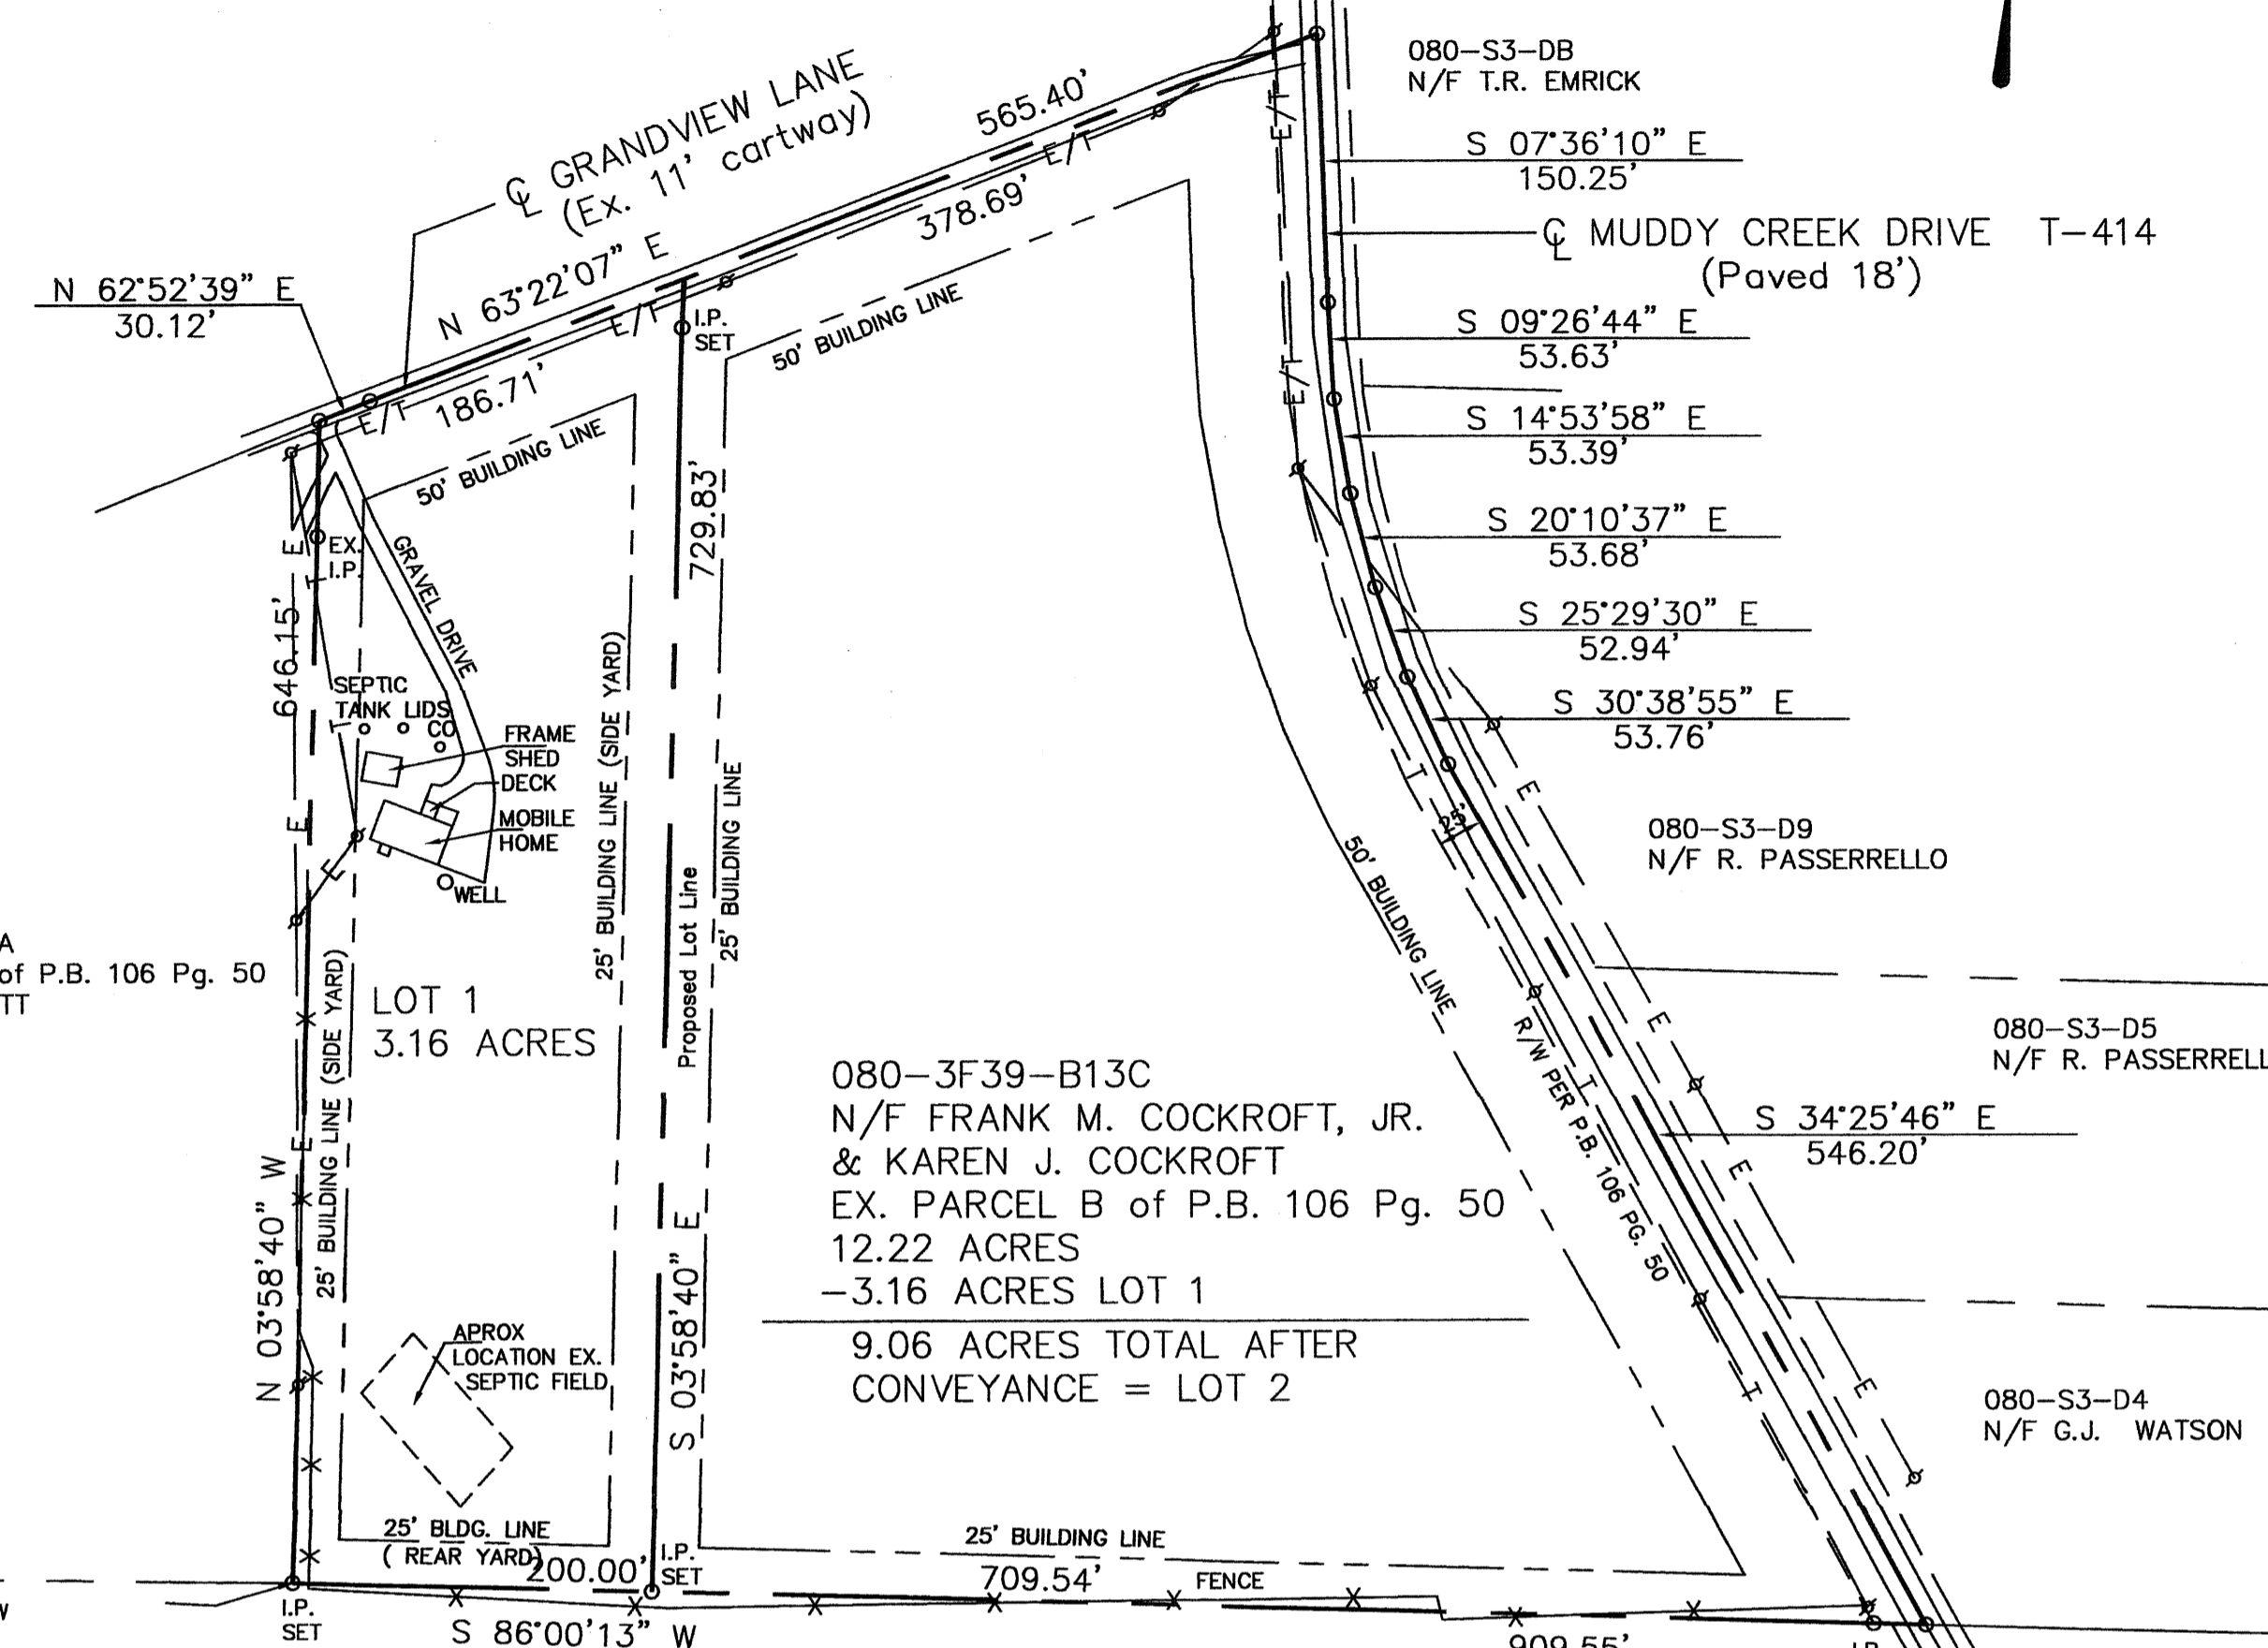 080-S3-DB
N/F T.R. EMRICK
℄ GRANDVIEW LANE
(Ex. 11' cartway)
565.40'
E/T
E/T
S 07°36'10" E
150.25'
378.69'
℄ MUDDY CREEK DRIVE T-414
(Paved 18')
N 62°52'39" E
30.12'
N 63°22'07" E
E/T
I.P.
SET
50' BUILDING LINE
S 09°26'44" E
53.63'
E/T
E/T
186.71'
50' BUILDING LINE
S 14°53'58" E
53.39'
729.83'
S 20°10'37" E
53.68'
E
EX.
I.P.
T
GRAVEL DRIVE
646.15'
S 25°29'30" E
52.94'
SEPTIC
TANK LIDS
CO
T
S 30°38'55" E
53.76'
FRAME
SHED
DECK
MOBILE
HOME
WELL
E
E
25' BUILDING LINE (SIDE YARD)
Proposed Lot Line
25' BUILDING LINE
T
E
25'
50' BUILDING LINE
080-S3-D9
N/F R. PASSERRELLO
A
of P.B. 106 Pg. 50
TT
LOT 1
3.16 ACRES
25' BUILDING LINE (SIDE YARD)
E
N 03°58'40" W
R/W PER P.B. 106 PG. 50
T
E
E
080-S3-D5
N/F R. PASSERRELL
080-3F39-B13C
N/F FRANK M. COCKROFT, JR.
& KAREN J. COCKROFT
EX. PARCEL B of P.B. 106 Pg. 50
12.22 ACRES
-3.16 ACRES LOT 1
9.06 ACRES TOTAL AFTER
CONVEYANCE = LOT 2
S 34°25'46" E
546.20'
S 03°58'40" E
APROX
LOCATION EX.
SEPTIC FIELD
T
E
080-S3-D4
N/F G.J. WATSON
25' BLDG. LINE
( REAR YARD)
200.00'
I.P.
SET
25' BUILDING LINE
709.54'
FENCE
I.P.
SET
S 86°00'13" W
909.55'